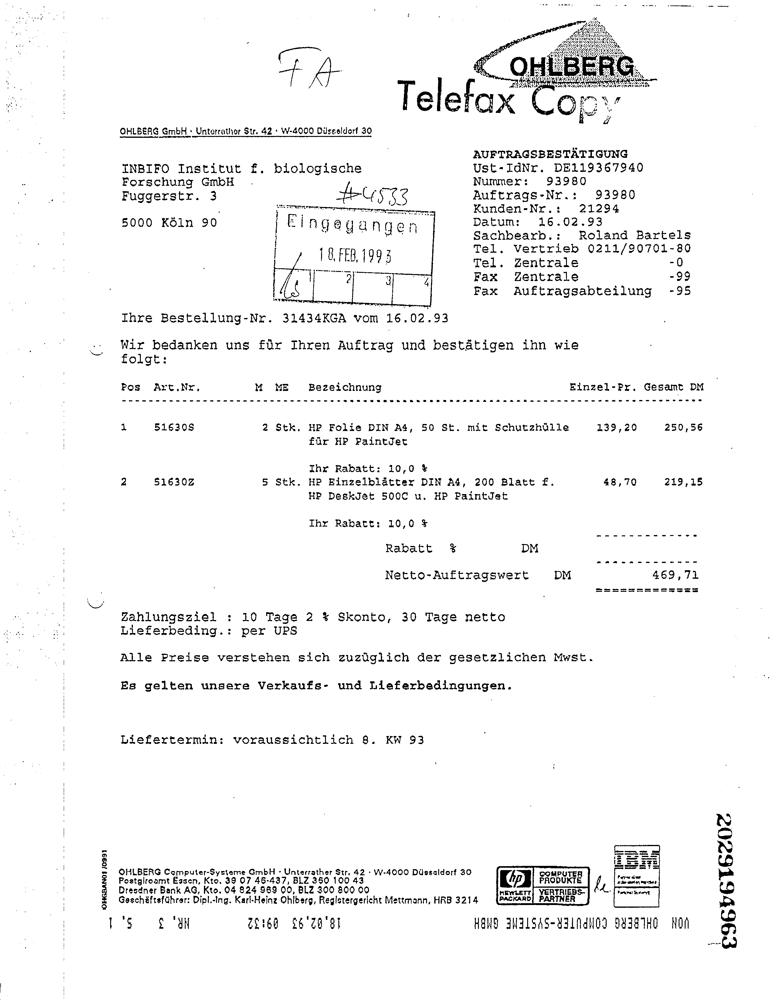 FA
OHLBERG
Telefax Copy
OHLBERG GmbH · Unterrather Str. 42 · W-4000 Düsseldorf 30
INBIFO Institut f. biologische
Forschung GmbH
Fuggerstr. 3
5000 Köln 90
#4533
Eingegangen
18. FEB. 1993
1 2 3 4
AUFTRAGSBESTÄTIGUNG
Ust-IdNr. DE119367940
Nummer: 93980
Auftrags-Nr.: 93980
Kunden-Nr.: 21294
Datum: 16.02.93
Sachbearb.: Roland Bartels
Tel. Vertrieb 0211/90701-80
Tel. Zentrale -0
Fax Zentrale -99
Fax Auftragsabteilung -95
Ihre Bestellung-Nr. 31434KGA vom 16.02.93
Wir bedanken uns für Ihren Auftrag und bestätigen ihn wie
folgt:
Pos Art.Nr. M ME Bezeichnung Einzel-Pr. Gesamt DM
1 51630S 2 Stk. HP Folie DIN A4, 50 St. mit Schutzhülle 139,20 250,56
für HP PaintJet
Ihr Rabatt: 10,0 %
2 51630Z 5 Stk. HP Einzelblätter DIN A4, 200 Blatt f. 48,70 219,15
HP DeskJet 500C u. HP PaintJet
Ihr Rabatt: 10,0 %
Rabatt % DM
Netto-Auftragswert DM 469,71
Zahlungsziel : 10 Tage 2 % Skonto, 30 Tage netto
Lieferbeding.: per UPS
Alle Preise verstehen sich zuzüglich der gesetzlichen Mwst.
Es gelten unsere Verkaufs- und Lieferbedingungen.
Liefertermin: voraussichtlich 8. KW 93
2029194963
OHLBERG Computer-Systeme GmbH · Unterrather Str. 42 · W-4000 Düsseldorf 30
Postgiroamt Essen, Kto. 39 07 46-437, BLZ 360 100 43
Dresdner Bank AG, Kto. 04 824 969 00, BLZ 300 800 00
Geschäftsführer: Dipl.-Ing. Karl-Heinz Ohlberg, Registergericht Mettmann, HRB 3214
hp HEWLETT PACKARD
COMPUTER PRODUKTE
VERTRIEBS-PARTNER
IBM
VON OHLBERG COMPUTER-SYSTEME GMBH 18.02.93 09:32 NR. 3 S. 1